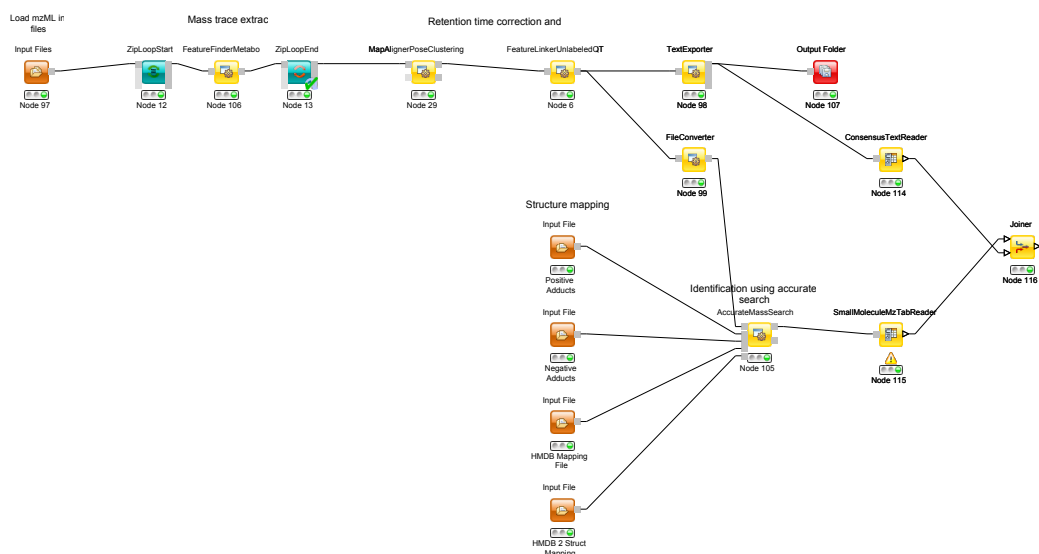 Load mzML in
files
Mass trace extrac
Retention time correction and
Input Files
ZipLoopStart
FeatureFinderMetabo
ZipLoopEnd
MapAlignerPoseClustering
FeatureLinkerUnlabeledQT
TextExporter
Output Folder
Node 97
Node 12
Node 106
Node 13
Node 29
Node 6
Node 98
Node 107
FileConverter
ConsensusTextReader
Node 99
Node 114
Structure mapping
Input File
Joiner
Positive
Adducts
Node 116
Identification using accurate
search
Input File
AccurateMassSearch
SmallMoleculeMzTabReader
Negative
Adducts
Node 105
Node 115
Input File
HMDB Mapping
File
Input File
HMDB 2 Struct
Mapping